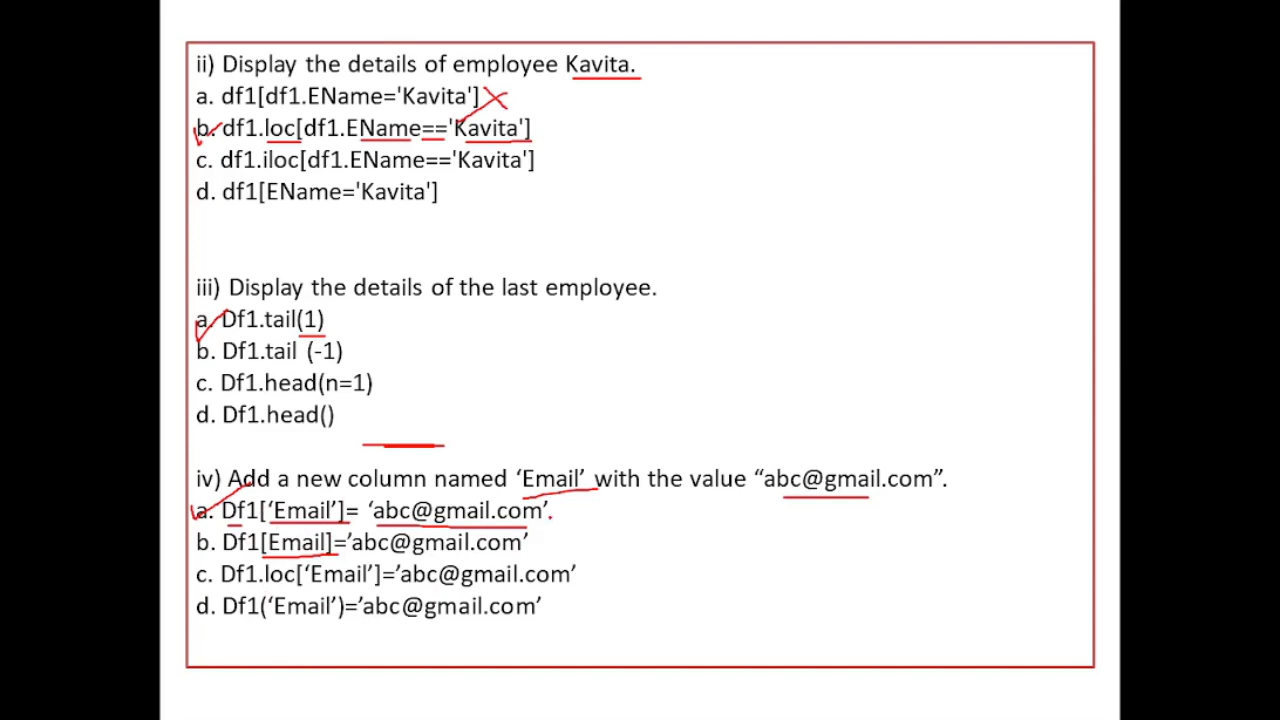 ii) Display the details of employee Kavita.
a. df1[df1.EName='Kavita']
b. df1.loc[df1.EName=='Kavita']
c. df1.iloc[df1.EName=='Kavita']
d. df1[EName='Kavita']
iii) Display the details of the last employee.
a. Df1.tail(1)
b. Df1.tail (-1)
c. Df1.head(n=1)
d. Df1.head()
iv) Add a new column named ‘Email’ with the value “abc@gmail.com”.
a. Df1[‘Email’]= ‘abc@gmail.com’.
b. Df1[Email]=’abc@gmail.com’
c. Df1.loc[‘Email’]=’abc@gmail.com’
d. Df1(‘Email’)=’abc@gmail.com’